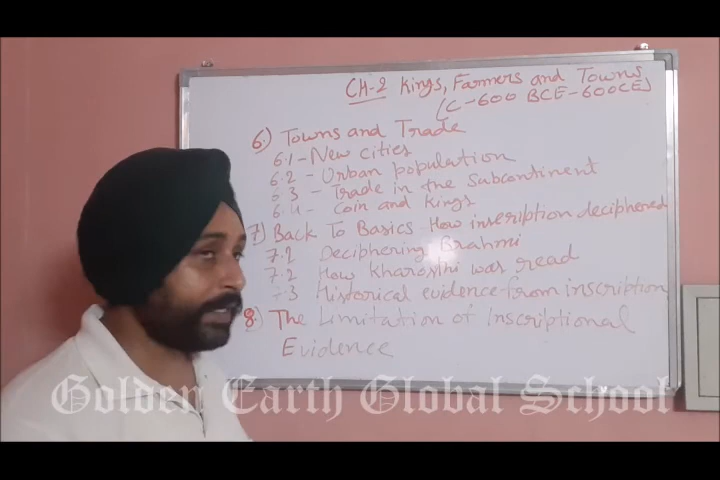 CH-2 Kings, Farmers and Towns
(C-600 BCE-600CE)
6.) Towns and Trade
6.1 - New Cities
6.2 - Urban population
6.3 - Trade in the Subcontinent
6.4 - Coin and Kings
7) Back To Basics How inscription deciphered
7.1 Deciphering Brahmi
7.2 How Kharosthi was read
7.3 Historical evidence from inscription
8.) The Limitation of inscriptional
Evidence
Golden Earth Global School